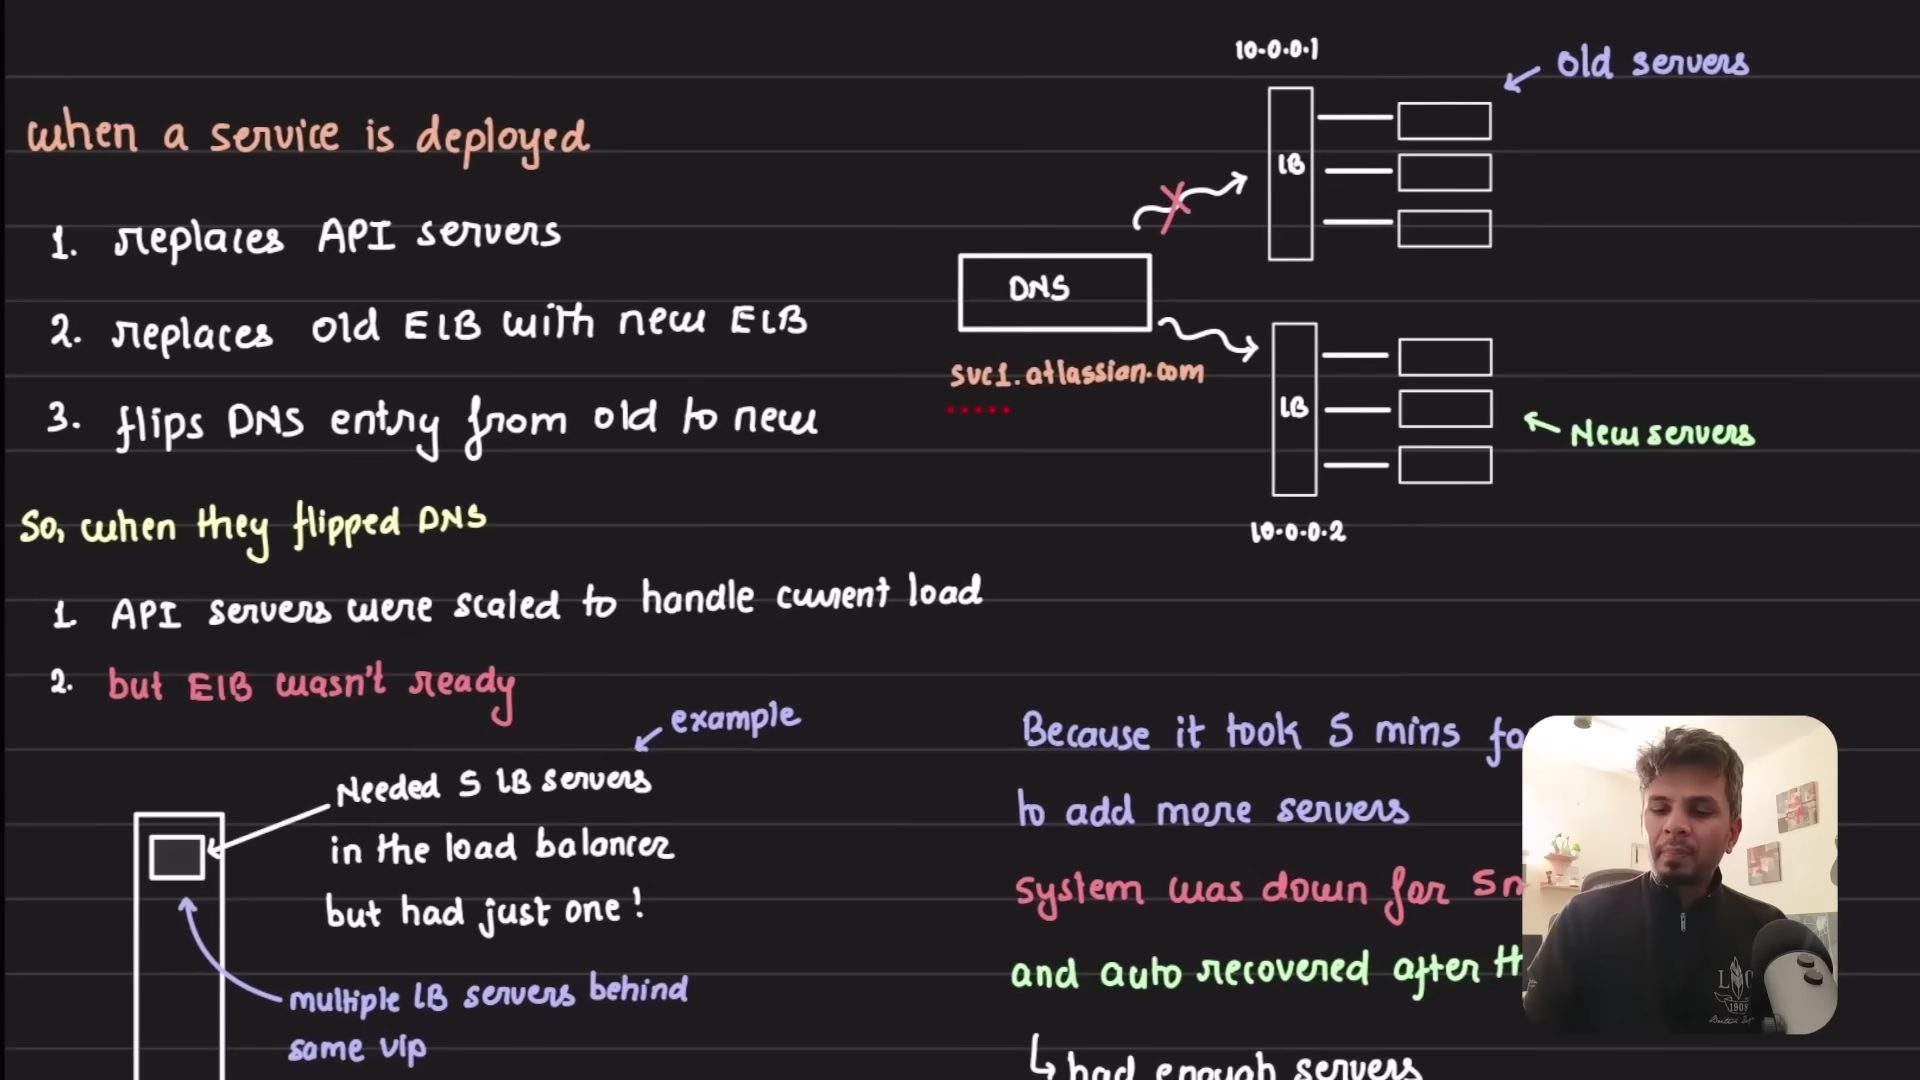 when a service is deployed
1. replaces API servers
2. replaces old ELB with new ELB
3. flips DNS entry from old to new
10.0.0.1
old servers
LB
DNS
svc1.atlassian.com
LB
New servers
10.0.0.2
So, when they flipped DNS
1. API servers were scaled to handle current load
2. but ELB wasn't ready
example
Needed 5 LB servers
in the load balancer
but had just one!
multiple LB servers behind
same vip
Because it took 5 mins
to add more servers
system was down for 5
and auto recovered after
↳ had enough servers
1908